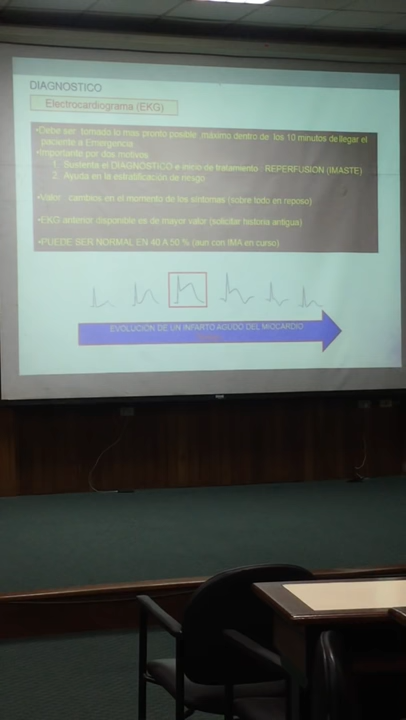 DIAGNOSTICO
Electrocardiograma (EKG)
•Debe ser tomado lo mas pronto posible máximo dentro de los 10 minutos de llegar el
paciente a Emergencia
•Importante por dos motivos
1. Sustenta el DIAGNOSTICO e inicio de tratamiento : REPERFUSION (IMASTE)
2. Ayuda en la estratificación de riesgo
•Valor : cambios en el momento de los síntomas (sobre todo en reposo)
•EKG anterior disponible es de mayor valor (solicitar historia antigua)
•PUEDE SER NORMAL EN 40 A 50 % (aun con IMA en curso)
EVOLUCIÓN DE UN INFARTO AGUDO DEL MIOCARDIO